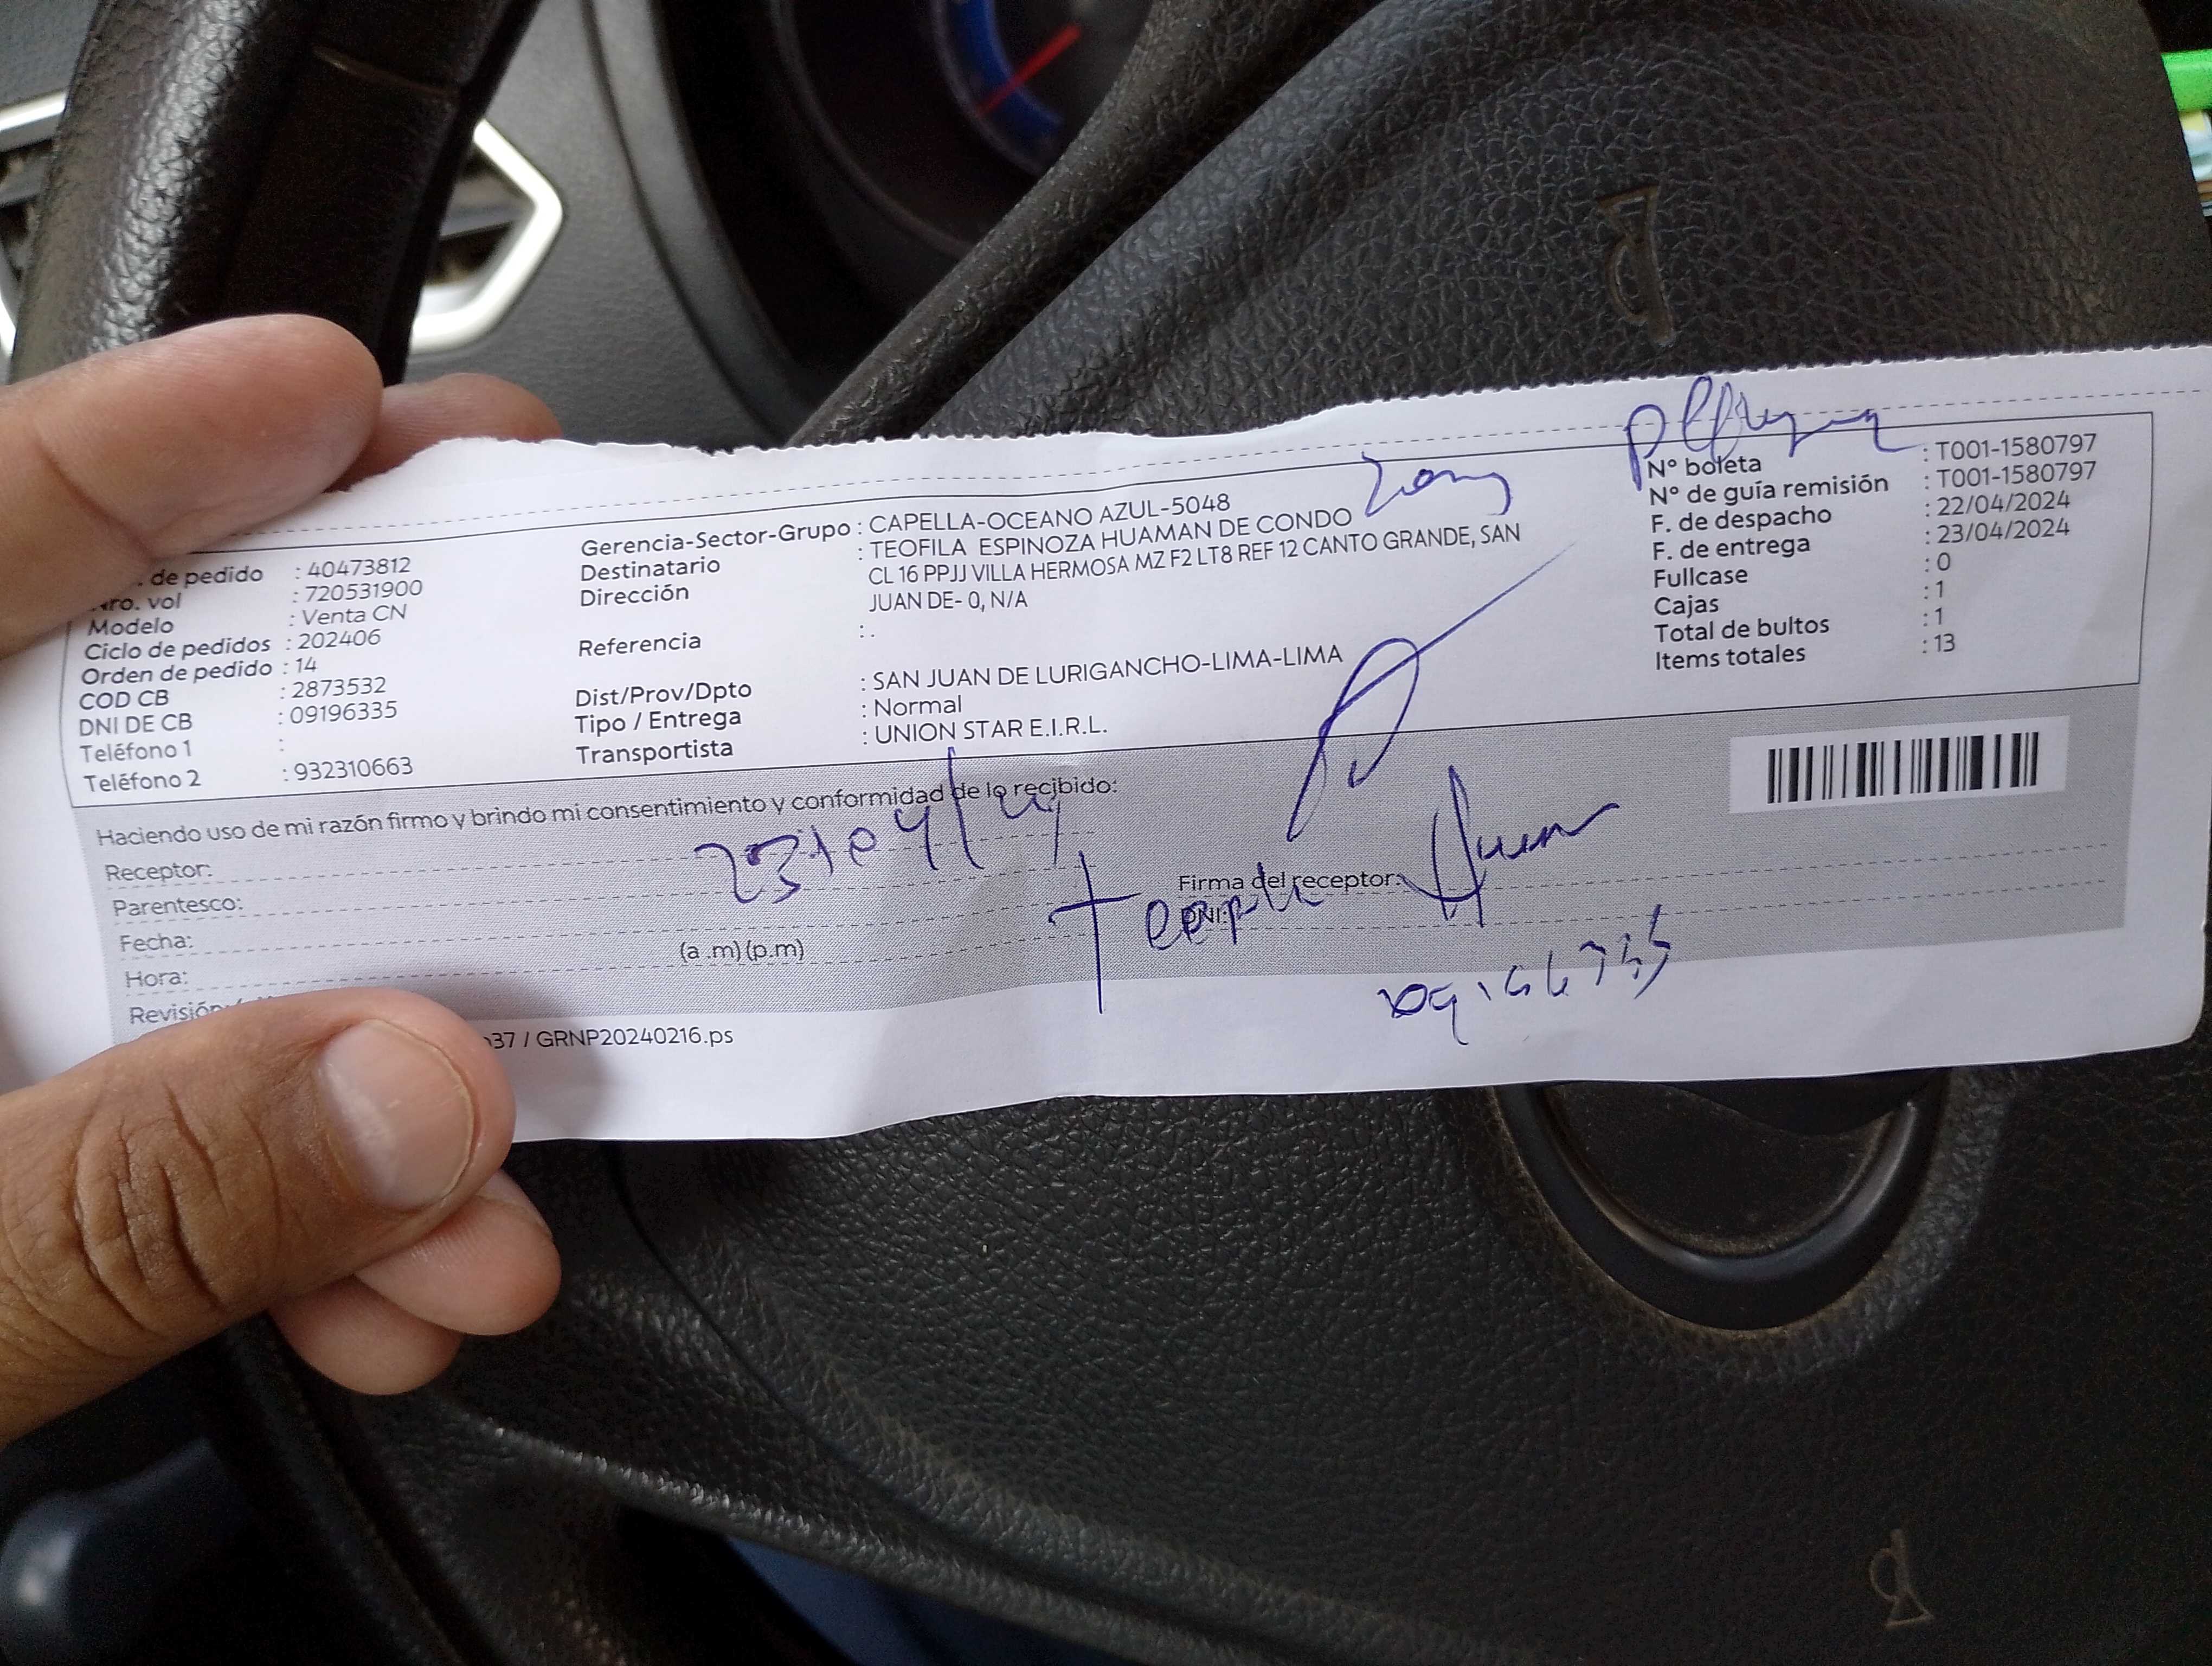 . de pedido : 40473812
Nro. vol : 720531900
Modelo : Venta CN
Ciclo de pedidos : 202406
Orden de pedido : 14
COD CB : 2873532
DNI DE CB : 09196335
Teléfono 1 :
Teléfono 2 : 932310663
Gerencia-Sector-Grupo : CAPELLA-OCEANO AZUL-5048
Destinatario : TEOFILA ESPINOZA HUAMAN DE CONDO
Dirección CL 16 PPJJ VILLA HERMOSA MZ F2 LT8 REF 12 CANTO GRANDE, SAN
JUAN DE- 0, N/A
Referencia : .
Dist/Prov/Dpto : SAN JUAN DE LURIGANCHO-LIMA-LIMA
Tipo / Entrega : Normal
Transportista : UNION STAR E.I.R.L.
N° boleta : T001-1580797
N° de guía remisión : T001-1580797
F. de despacho : 22/04/2024
F. de entrega : 23/04/2024
Fullcase : 0
Cajas : 1
Total de bultos : 1
Items totales : 13
Haciendo uso de mi razón firmo y brindo mi consentimiento y conformidad de lo recibido:
Receptor:
Parentesco:
Fecha:
Hora: (a .m)(p.m)
Revisión
Firma del receptor:
DNI:
37 / GRNP20240216.ps